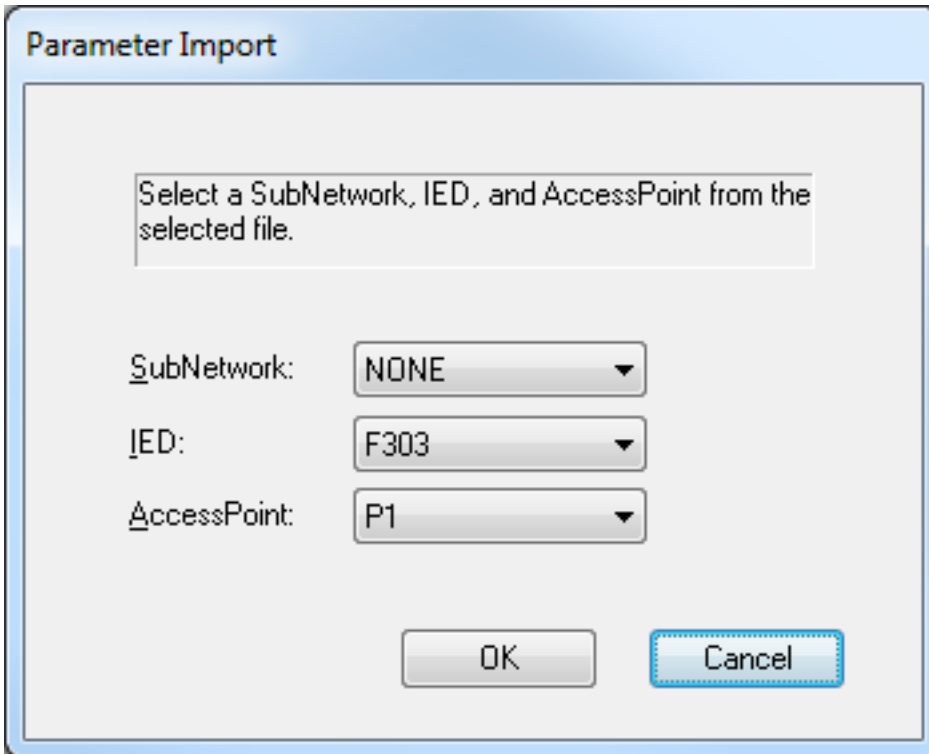 Parameter Import
Select a SubNetwork, IED, and AccessPoint from the
selected file.
SubNetwork: NONE
IED: F303
AccessPoint: P1
OK Cancel